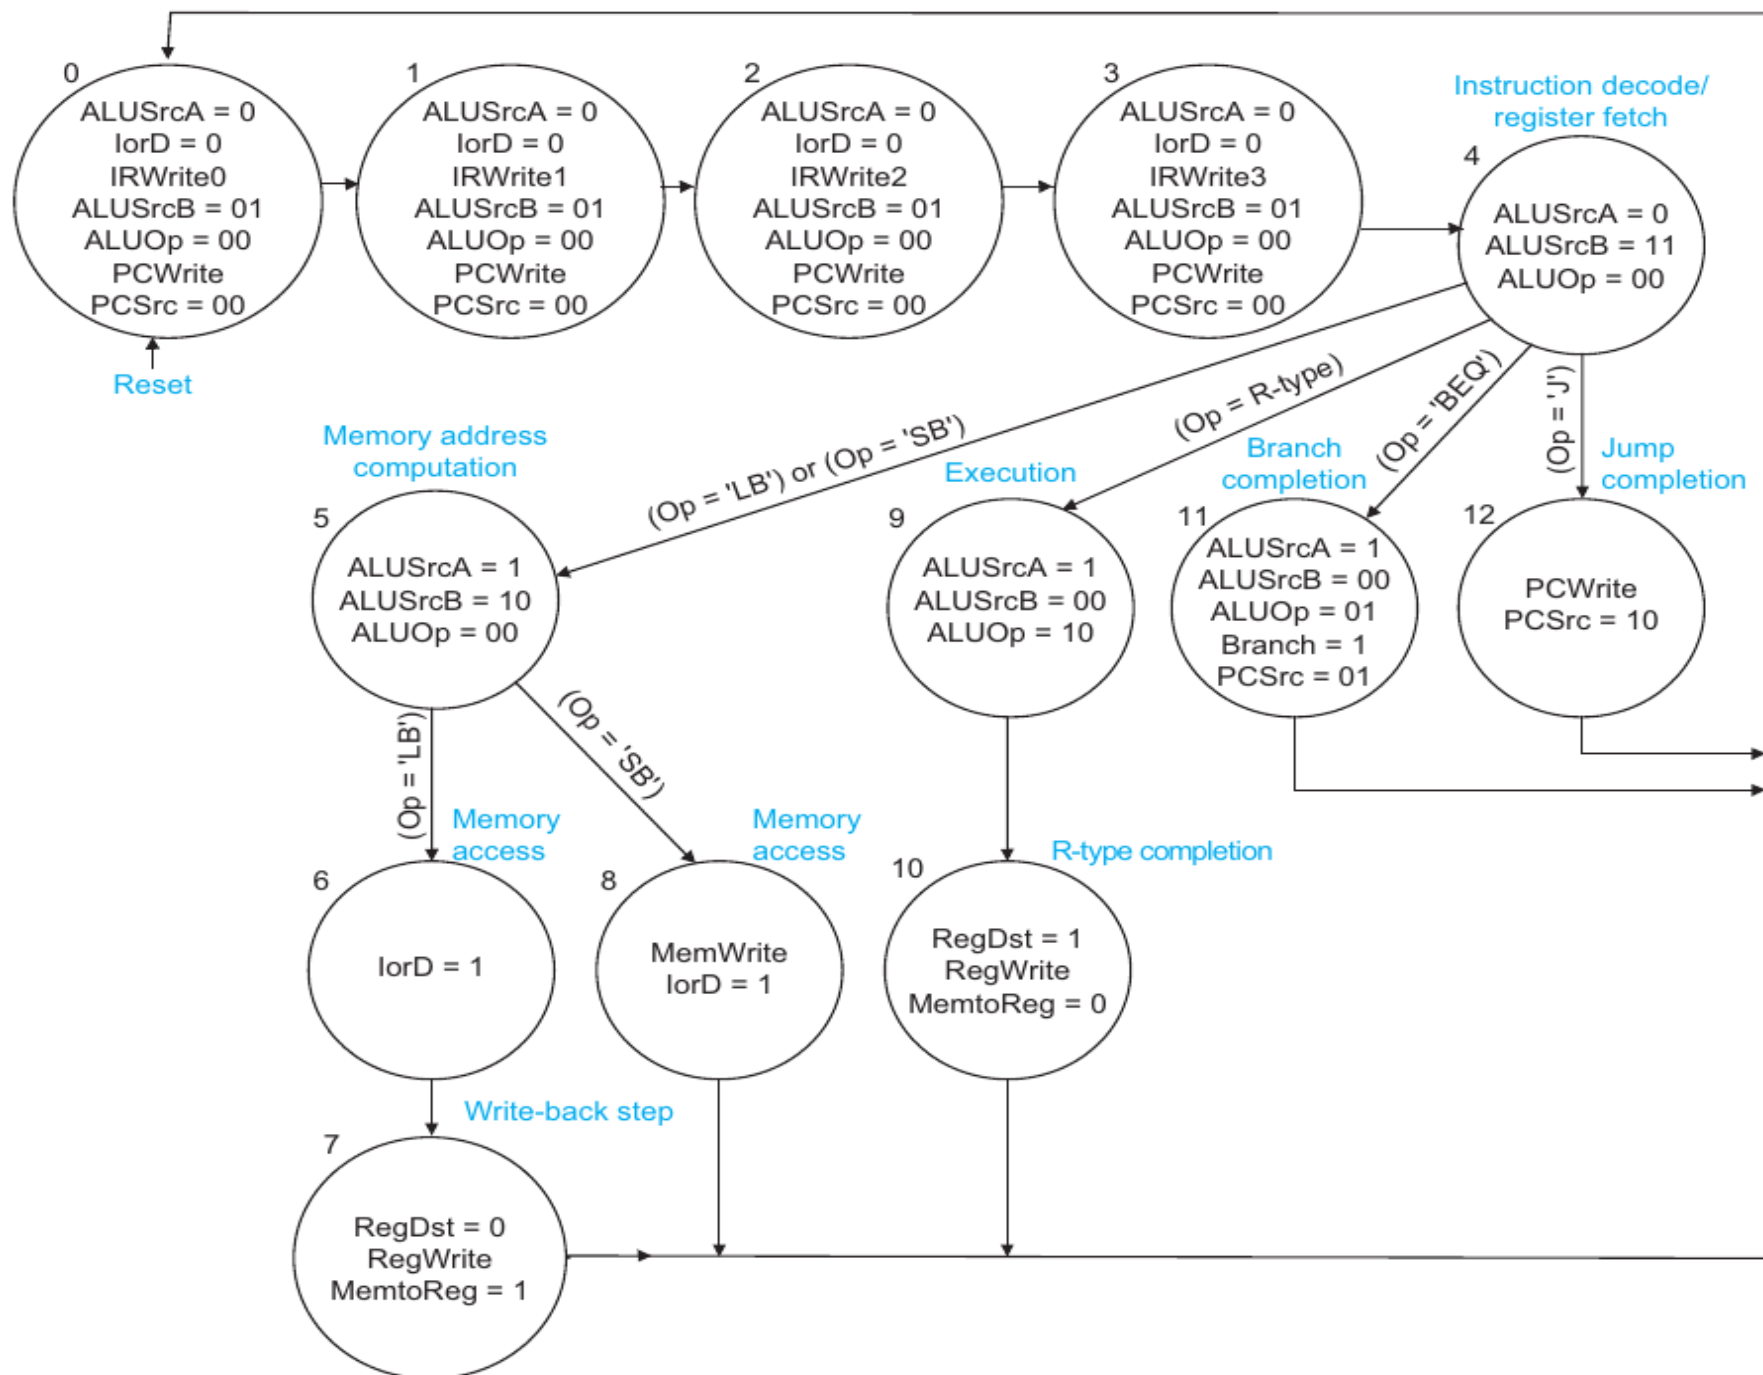 0
ALUSrcA = 0
IorD = 0
IRWrite0
ALUSrcB = 01
ALUOp = 00
PCWrite
PCSrc = 00
Reset
1
ALUSrcA = 0
IorD = 0
IRWrite1
ALUSrcB = 01
ALUOp = 00
PCWrite
PCSrc = 00
2
ALUSrcA = 0
IorD = 0
IRWrite2
ALUSrcB = 01
ALUOp = 00
PCWrite
PCSrc = 00
3
ALUSrcA = 0
IorD = 0
IRWrite3
ALUSrcB = 01
ALUOp = 00
PCWrite
PCSrc = 00
Instruction decode/
register fetch
4
ALUSrcA = 0
ALUSrcB = 11
ALUOp = 00
(Op = 'LB') or (Op = 'SB')
(Op = R-type)
(Op = 'BEQ')
(Op = 'J')
Memory address
computation
5
ALUSrcA = 1
ALUSrcB = 10
ALUOp = 00
Execution
9
ALUSrcA = 1
ALUSrcB = 00
ALUOp = 10
Branch
completion
11
ALUSrcA = 1
ALUSrcB = 00
ALUOp = 01
Branch = 1
PCSrc = 01
Jump
completion
12
PCWrite
PCSrc = 10
(Op = 'LB')
(Op = 'SB')
Memory
access
6
IorD = 1
Memory
access
8
MemWrite
IorD = 1
R-type completion
10
RegDst = 1
RegWrite
MemtoReg = 0
Write-back step
7
RegDst = 0
RegWrite
MemtoReg = 1